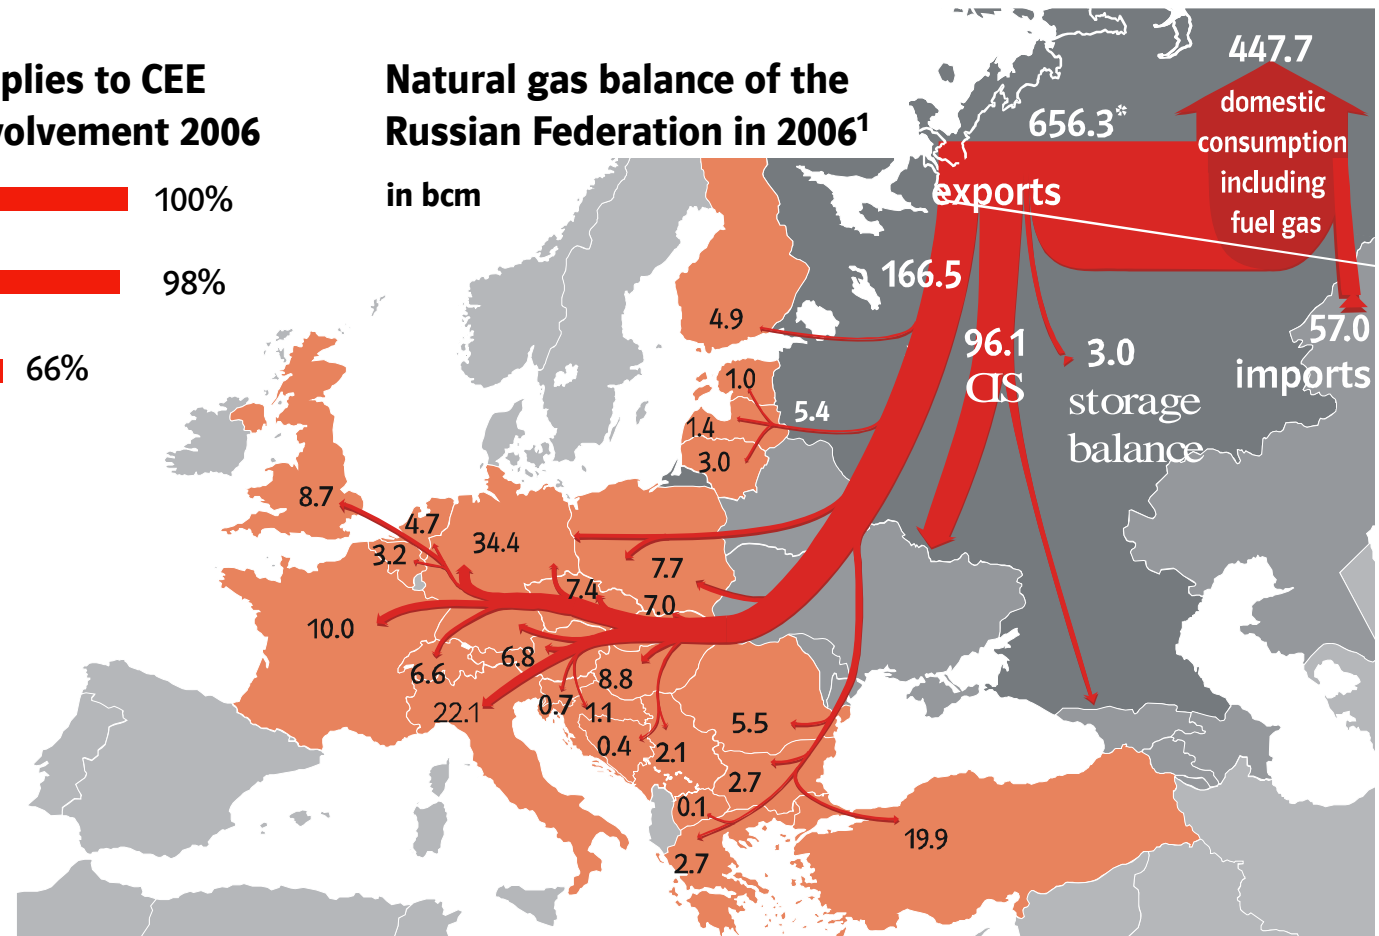 plies to CEE
volvement 2006
100%
98%
66%
Natural gas balance of the
Russian Federation in 2006¹
in bcm
447.7
domestic
consumption
including
fuel gas
656.3*
exports
166.5
96.1
CIS
3.0
storage
balance
57.0
imports
4.9
1.0
5.4
1.4
3.0
8.7
4.7
3.2
34.4
7.7
7.4
7.0
10.0
6.6
6.8
8.8
22.1
0.7
1.1
0.4
2.1
5.5
2.7
0.1
2.7
19.9